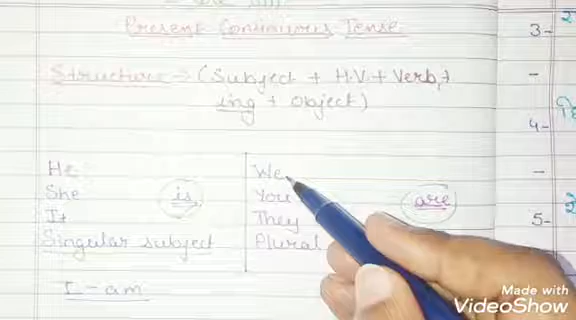 Present Continuous Tense
Structure → (Subject + H.V + Verb, +
ing + Object)
He
She
It
Singular subject
is
We
You
They
Plural
are
I - am
3-
-
4-
-
5-
Made with
VideoShow